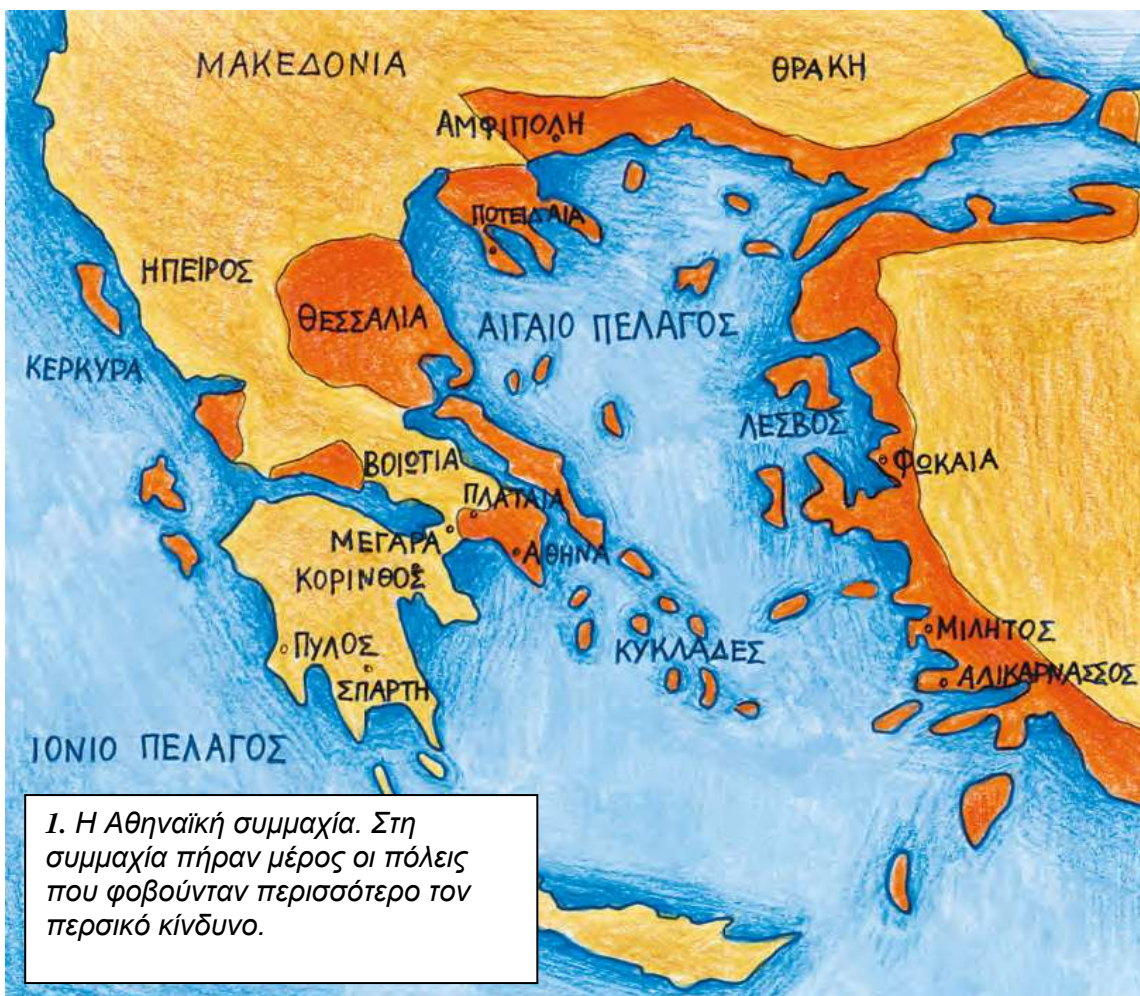 ΜΑΚΕΔΟΝΙΑ
ΘΡΑΚΗ
ΑΜΦΙΠΟΛΗ
ΠΟΤΕΙΔΑΙΑ
ΗΠΕΙΡΟΣ
ΘΕΣΣΑΛΙΑ
ΑΙΓΑΙΟ ΠΕΛΑΓΟΣ
ΚΕΡΚΥΡΑ
ΛΕΣΒΟΣ
ΒΟΙΩΤΙΑ
ΦΩΚΑΙΑ
ΠΛΑΤΑΙΑ
ΜΕΓΑΡΑ
ΑΘΗΝΑ
ΚΟΡΙΝΘΟΣ
ΠΥΛΟΣ
ΚΥΚΛΑΔΕΣ
ΜΙΛΗΤΟΣ
ΣΠΑΡΤΗ
ΑΛΙΚΑΡΝΑΣΣΟΣ
ΙΟΝΙΟ ΠΕΛΑΓΟΣ
1. Η Αθηναϊκή συμμαχία. Στη
συμμαχία πήραν μέρος οι πόλεις
που φοβούνταν περισσότερο τον
περσικό κίνδυνο.